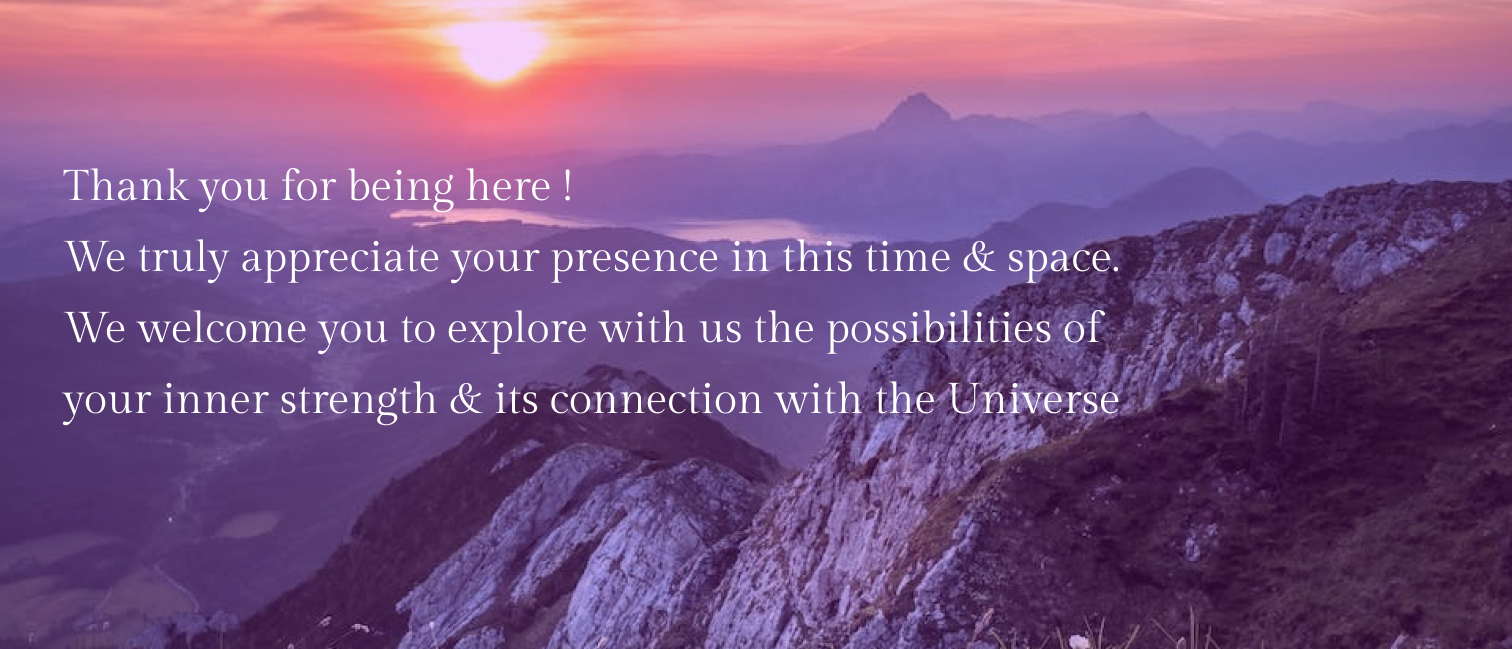 Thank you for being here !
We truly appreciate your presence in this time & space.
We welcome you to explore with us the possibilities of
your inner strength & its connection with the Universe